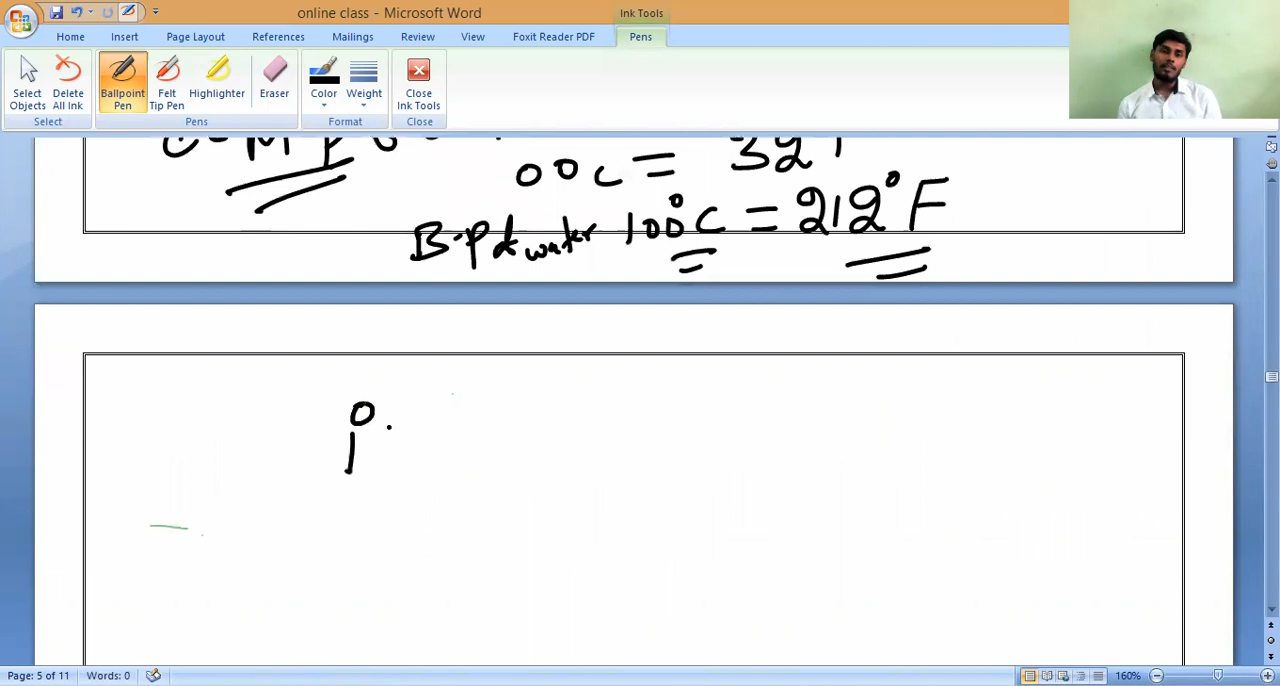 online class - Microsoft Word
Ink Tools
Home Insert Page Layout References Mailings Review View Foxit Reader PDF Pens
Select Objects
Delete All Ink
Ballpoint Pen
Felt Tip Pen
Highlighter
Eraser
Color
Weight
Close Ink Tools
Select Pens Format Close
00C = 32
B.P of water 100°C = 212°F
0
Page: 5 of 11 Words: 0 160%